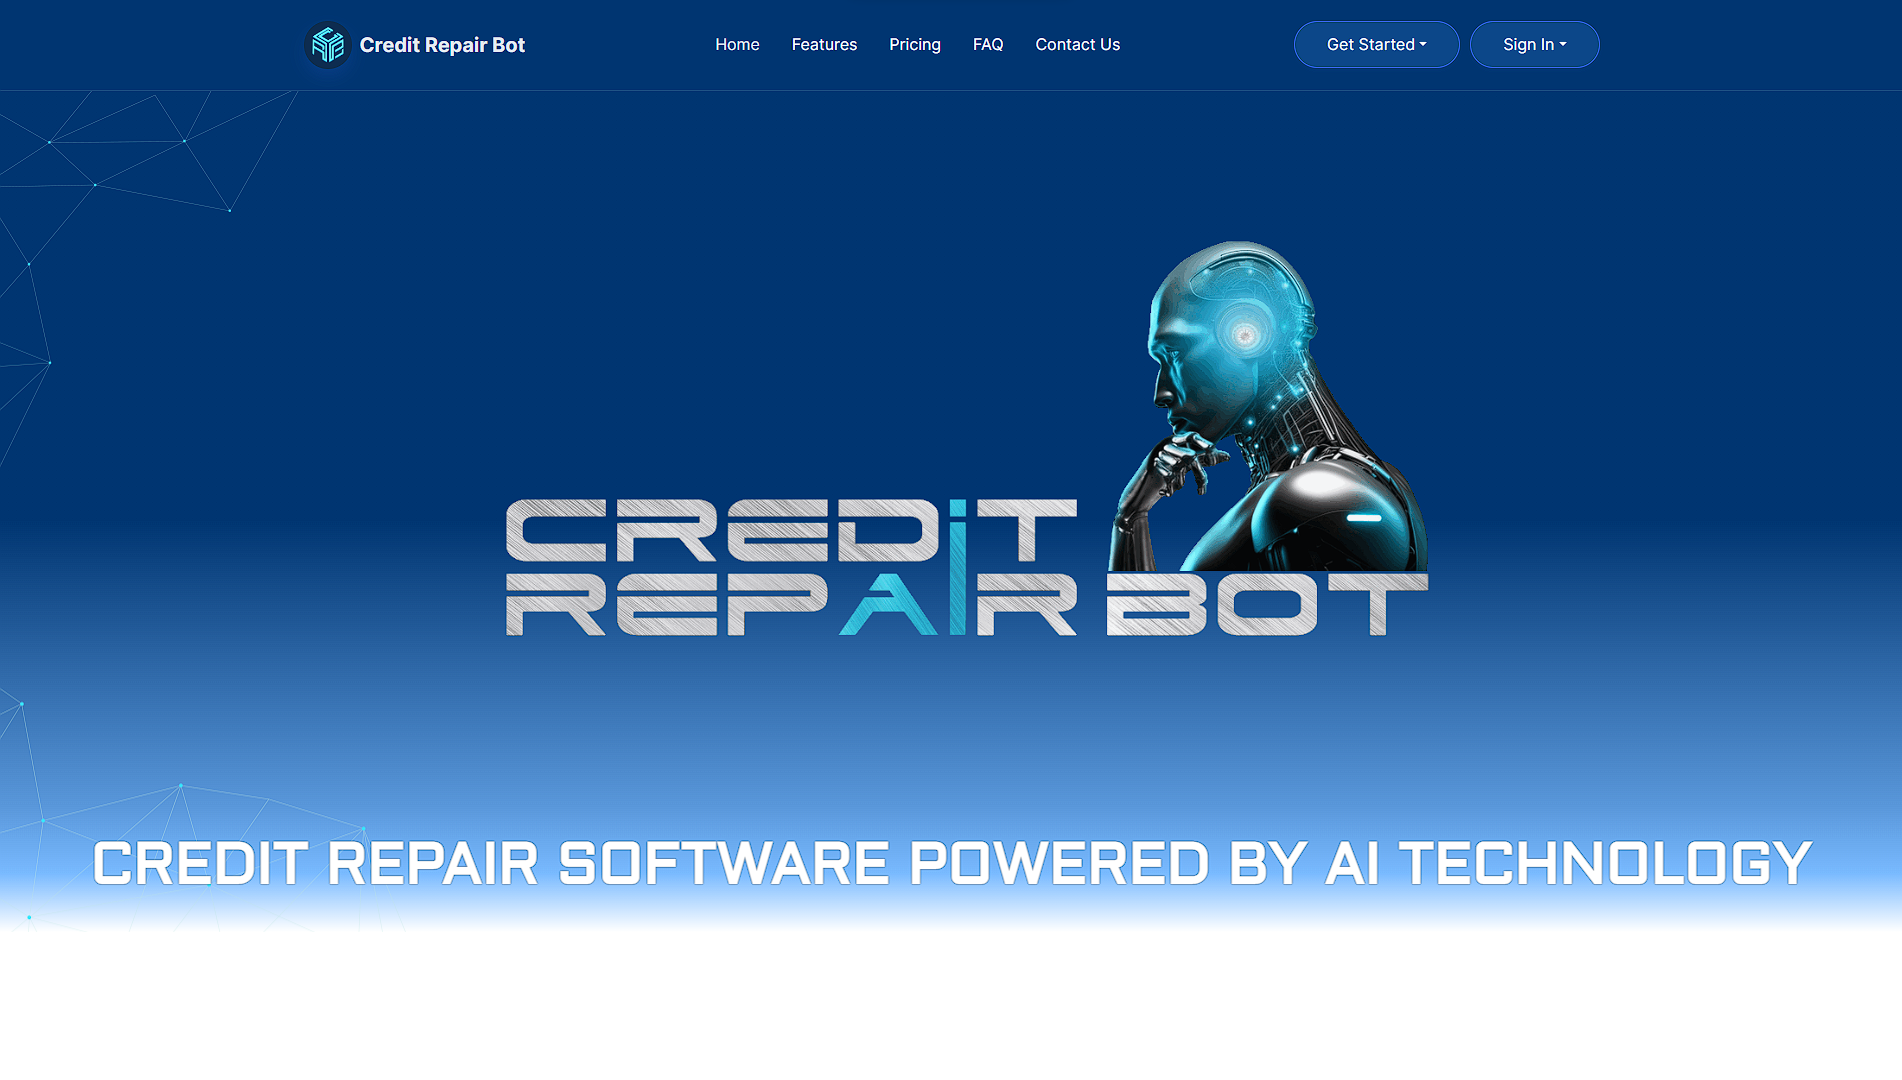 Credit Repair Bot
Home Features Pricing FAQ Contact Us
Get Started Sign In
CREDiT
REPAIR BOT
CREDIT REPAIR SOFTWARE POWERED BY AI TECHNOLOGY